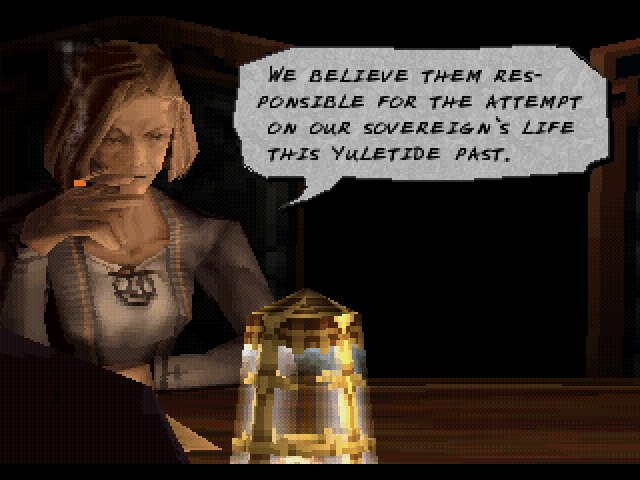 WE BELIEVE THEM RES-
PONSIBLE FOR THE ATTEMPT
ON OUR SOVEREIGN'S LIFE
THIS YULETIDE PAST.